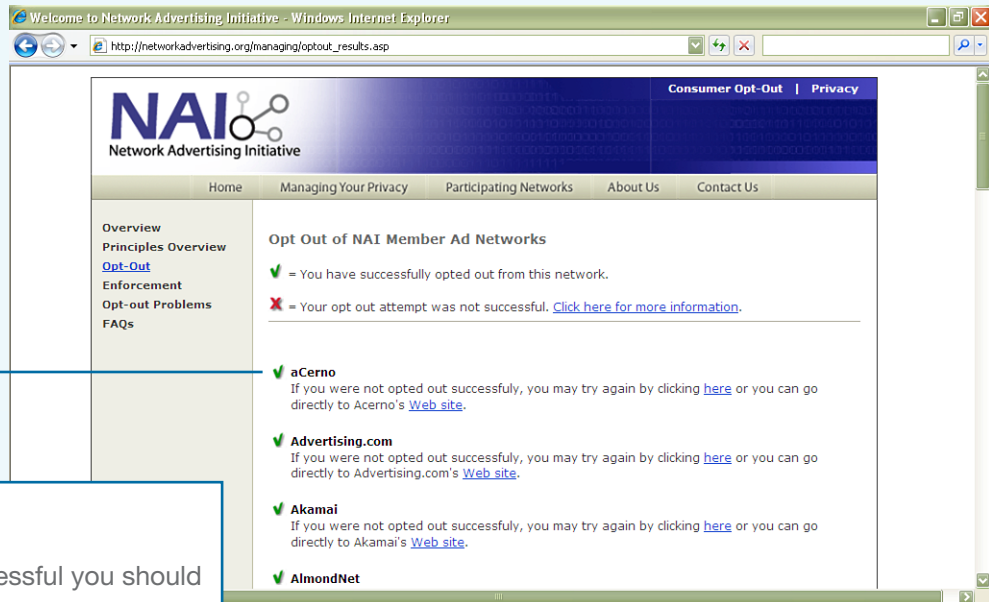 Welcome to Network Advertising Initiative - Windows Internet Explorer
http://networkadvertising.org/managing/optout_results.asp
Consumer Opt-Out | Privacy
NAI
Network Advertising Initiative
Home Managing Your Privacy Participating Networks About Us Contact Us
Overview
Principles Overview
Opt-Out
Enforcement
Opt-out Problems
FAQs
Opt Out of NAI Member Ad Networks
= You have successfully opted out from this network.
= Your opt out attempt was not successful. Click here for more information.
aCerno
If you were not opted out successfuly, you may try again by clicking here or you can go
directly to Acerno's Web site.
Advertising.com
If you were not opted out successfuly, you may try again by clicking here or you can go
directly to Advertising.com's Web site.
Akamai
If you were not opted out successfuly, you may try again by clicking here or you can go
directly to Akamai's Web site.
AlmondNet
essful you should